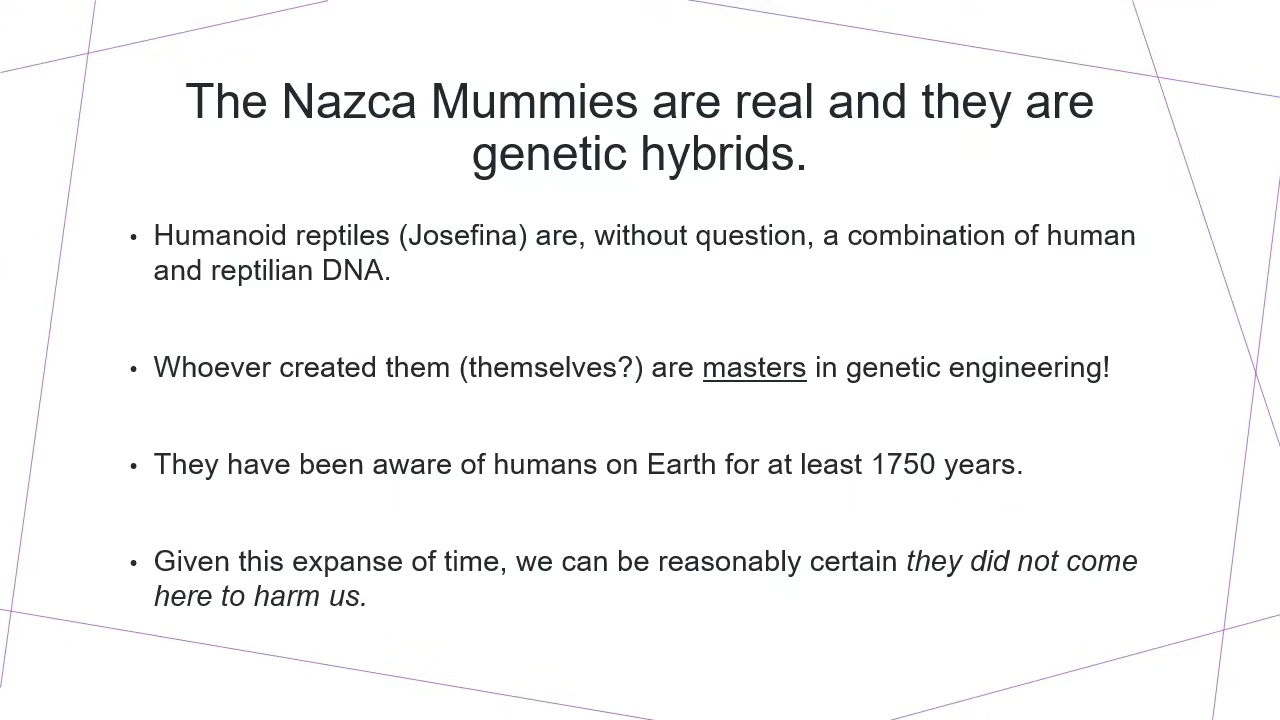 The Nazca Mummies are real and they are
genetic hybrids.
• Humanoid reptiles (Josefina) are, without question, a combination of human
and reptilian DNA.
• Whoever created them (themselves?) are masters in genetic engineering!
• They have been aware of humans on Earth for at least 1750 years.
• Given this expanse of time, we can be reasonably certain they did not come
here to harm us.